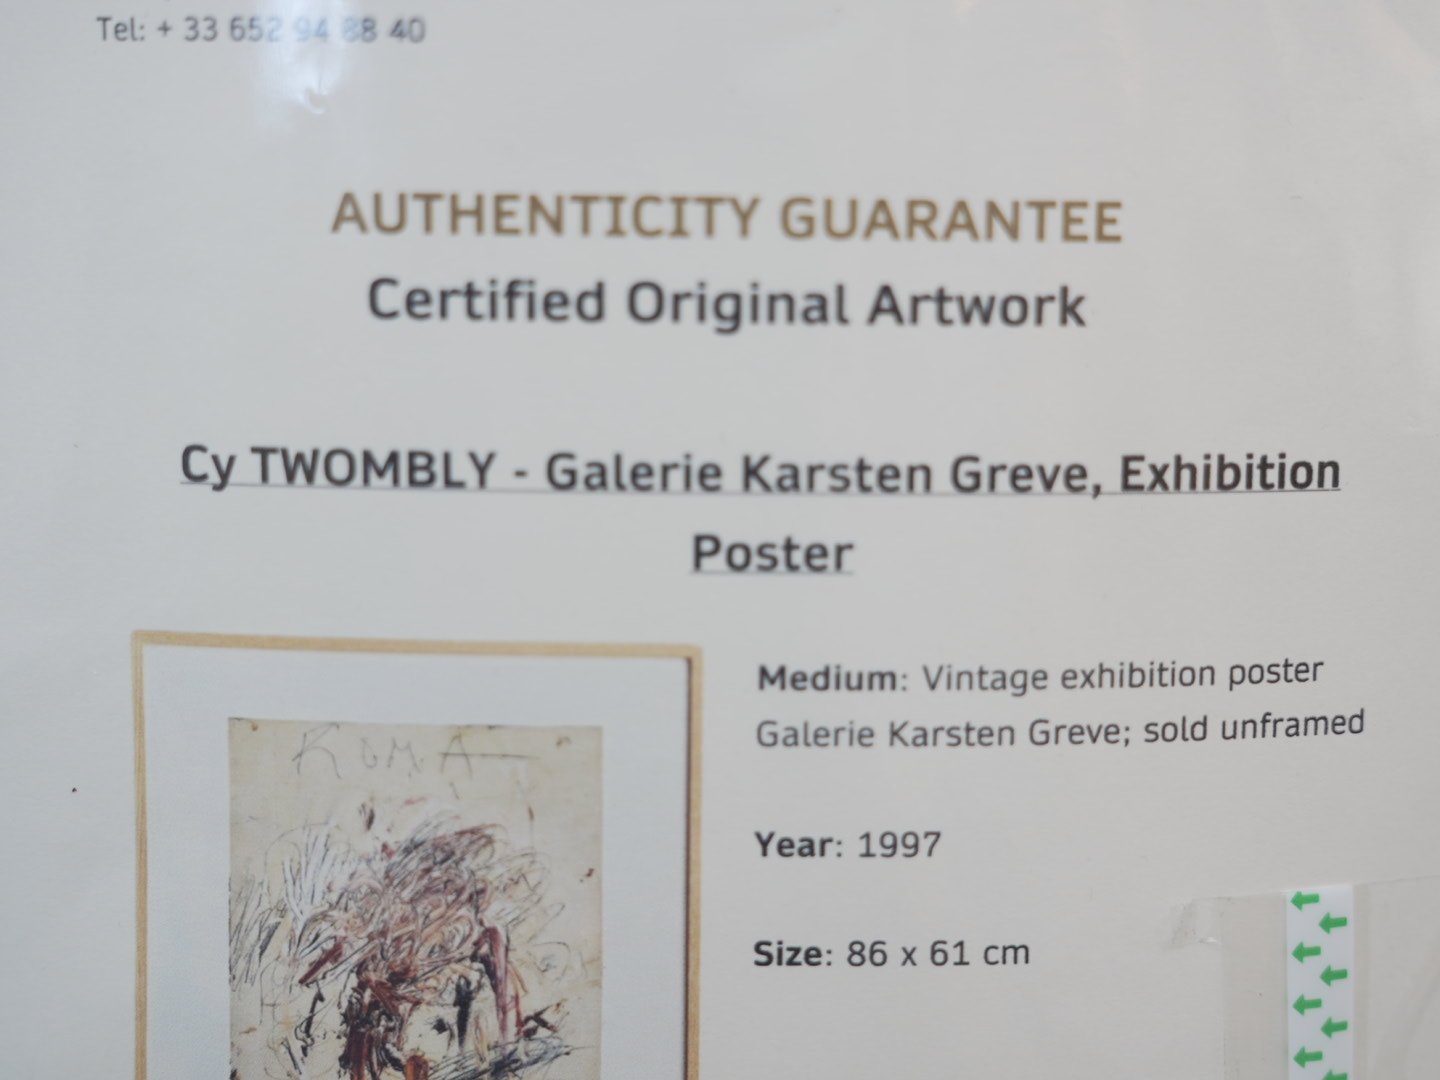 Tel: + 33 652 94 88 40
AUTHENTICITY GUARANTEE
Certified Original Artwork
Cy TWOMBLY - Galerie Karsten Greve, Exhibition
Poster
Medium: Vintage exhibition poster
Galerie Karsten Greve; sold unframed
ROMA
Year: 1997
Size: 86 x 61 cm